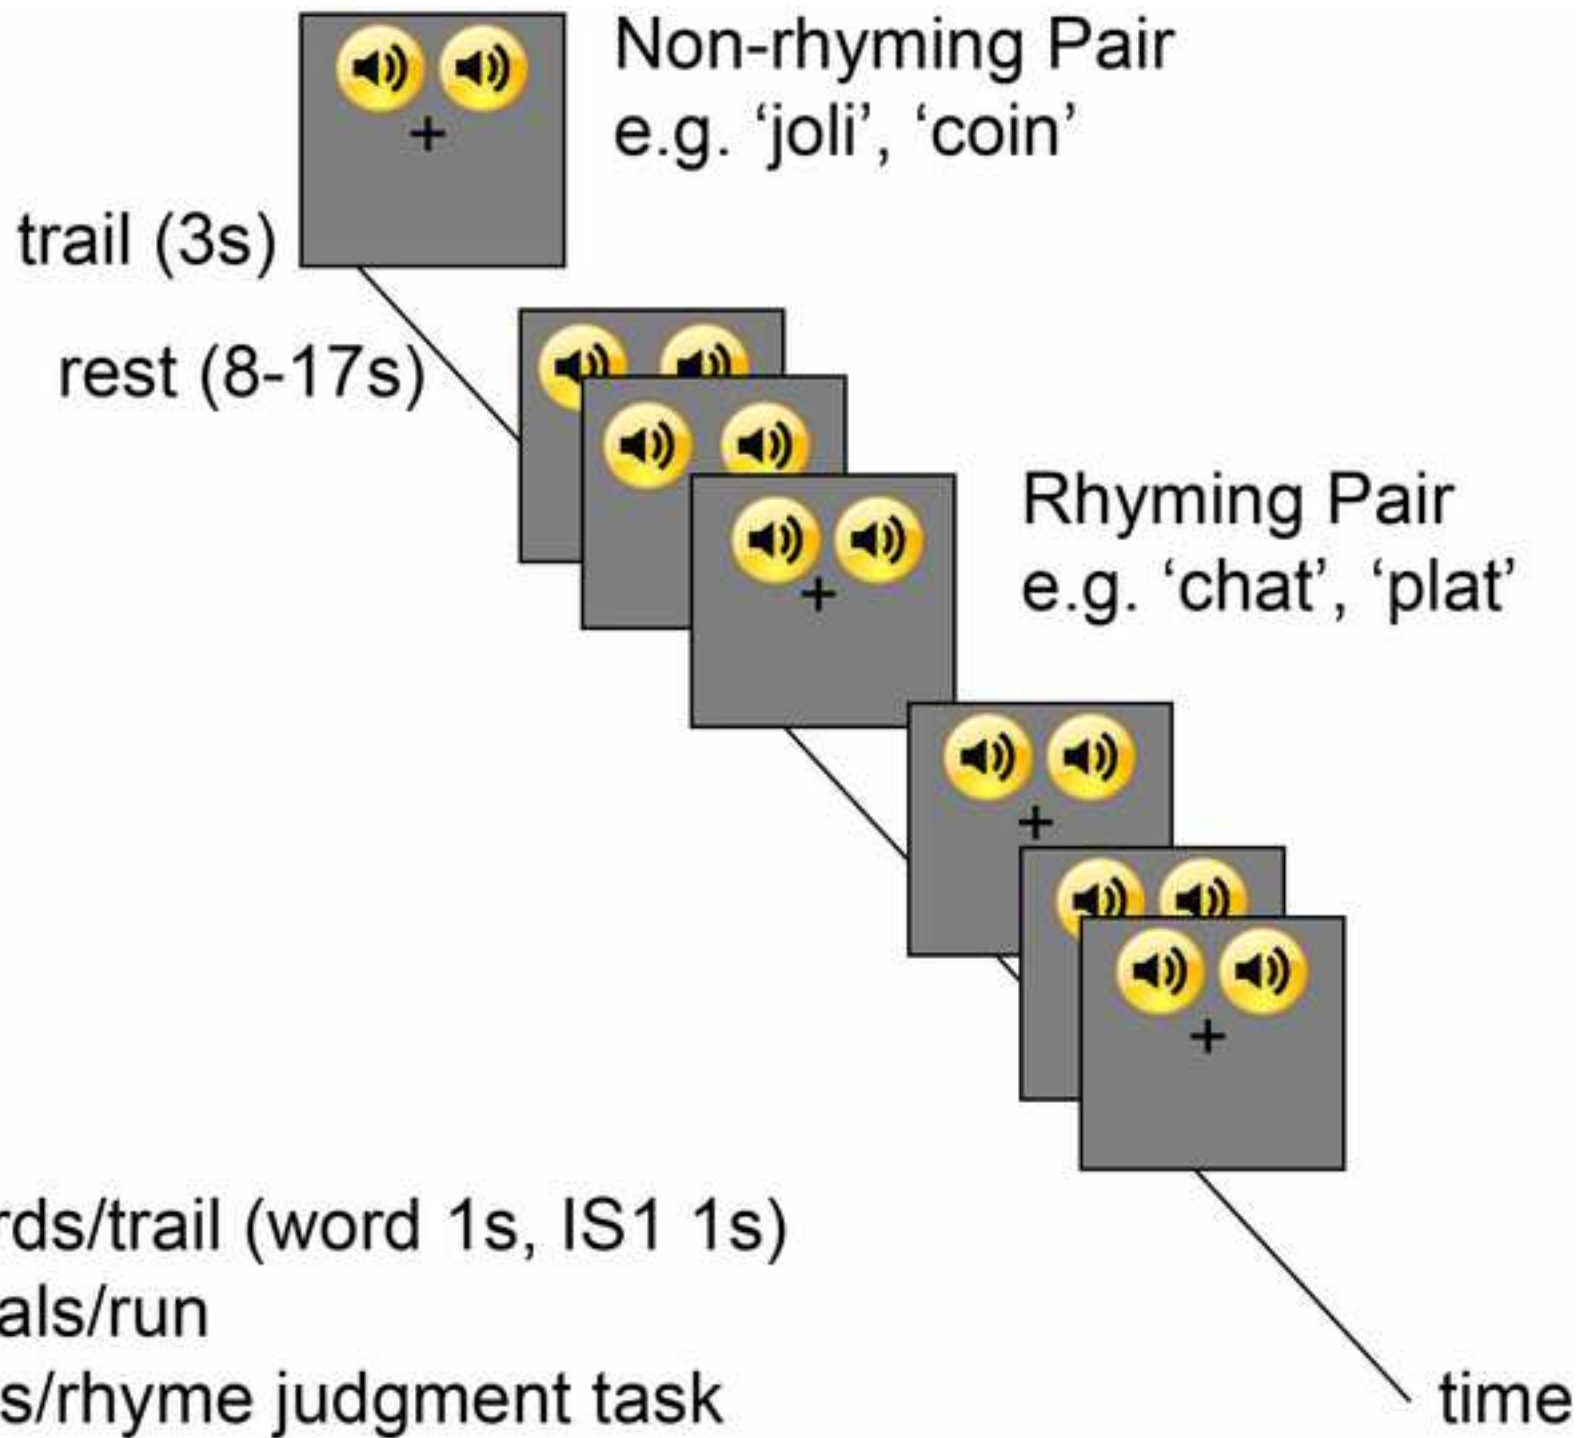 Non-rhyming Pair
e.g. ‘joli’, ‘coin’
trail (3s)
rest (8-17s)
Rhyming Pair
e.g. ‘chat’, ‘plat’
rds/trail (word 1s, IS1 1s)
als/run
s/rhyme judgment task
time